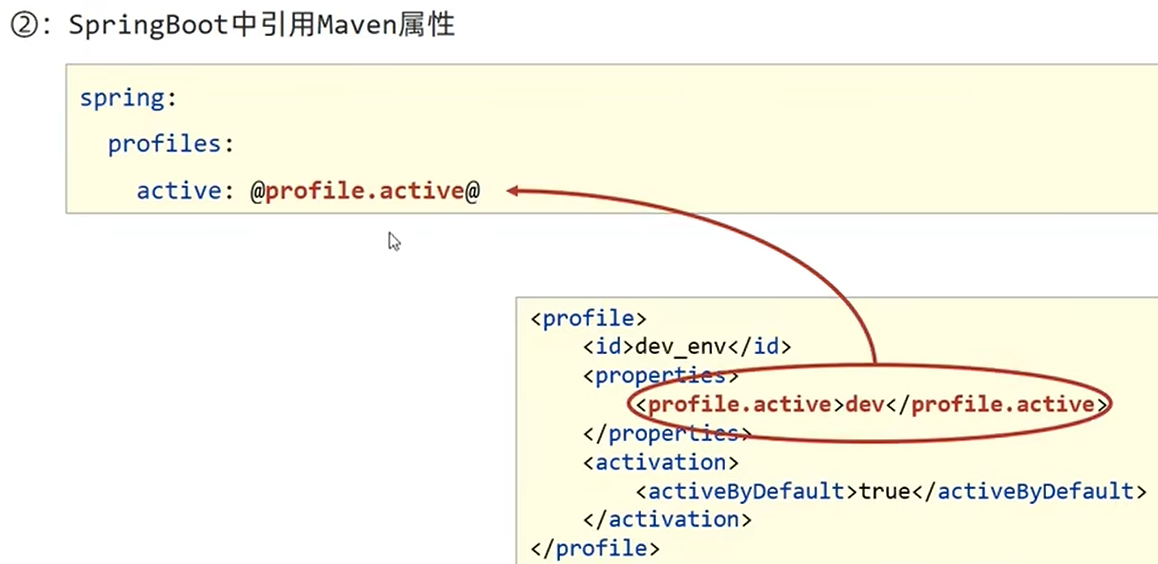 ②：SpringBoot中引用Maven属性
spring:
profiles:
active: @profile.active@
<profile>
<id>dev_env</id>
<properties>
<profile.active>dev</profile.active>
</properties>
<activation>
<activeByDefault>true</activeByDefault>
</activation>
</profile>